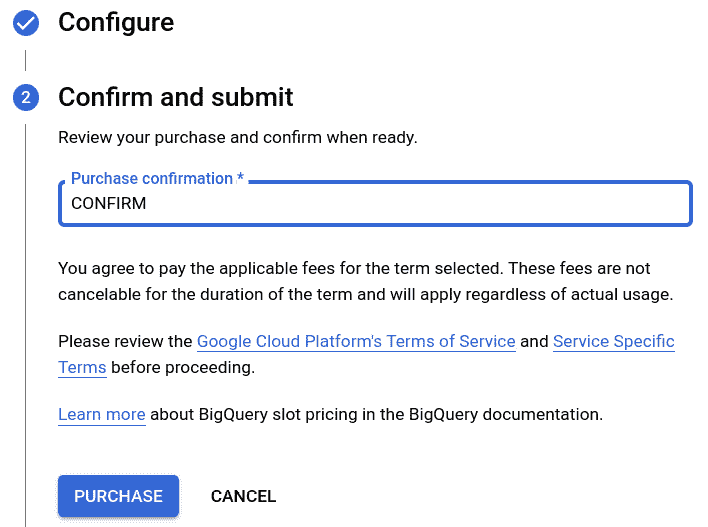 Configure
2
Confirm and submit
Review your purchase and confirm when ready.
Purchase confirmation *
CONFIRM
You agree to pay the applicable fees for the term selected. These fees are not
cancelable for the duration of the term and will apply regardless of actual usage.
Please review the Google Cloud Platform's Terms of Service and Service Specific
Terms before proceeding.
Learn more about BigQuery slot pricing in the BigQuery documentation.
PURCHASE CANCEL